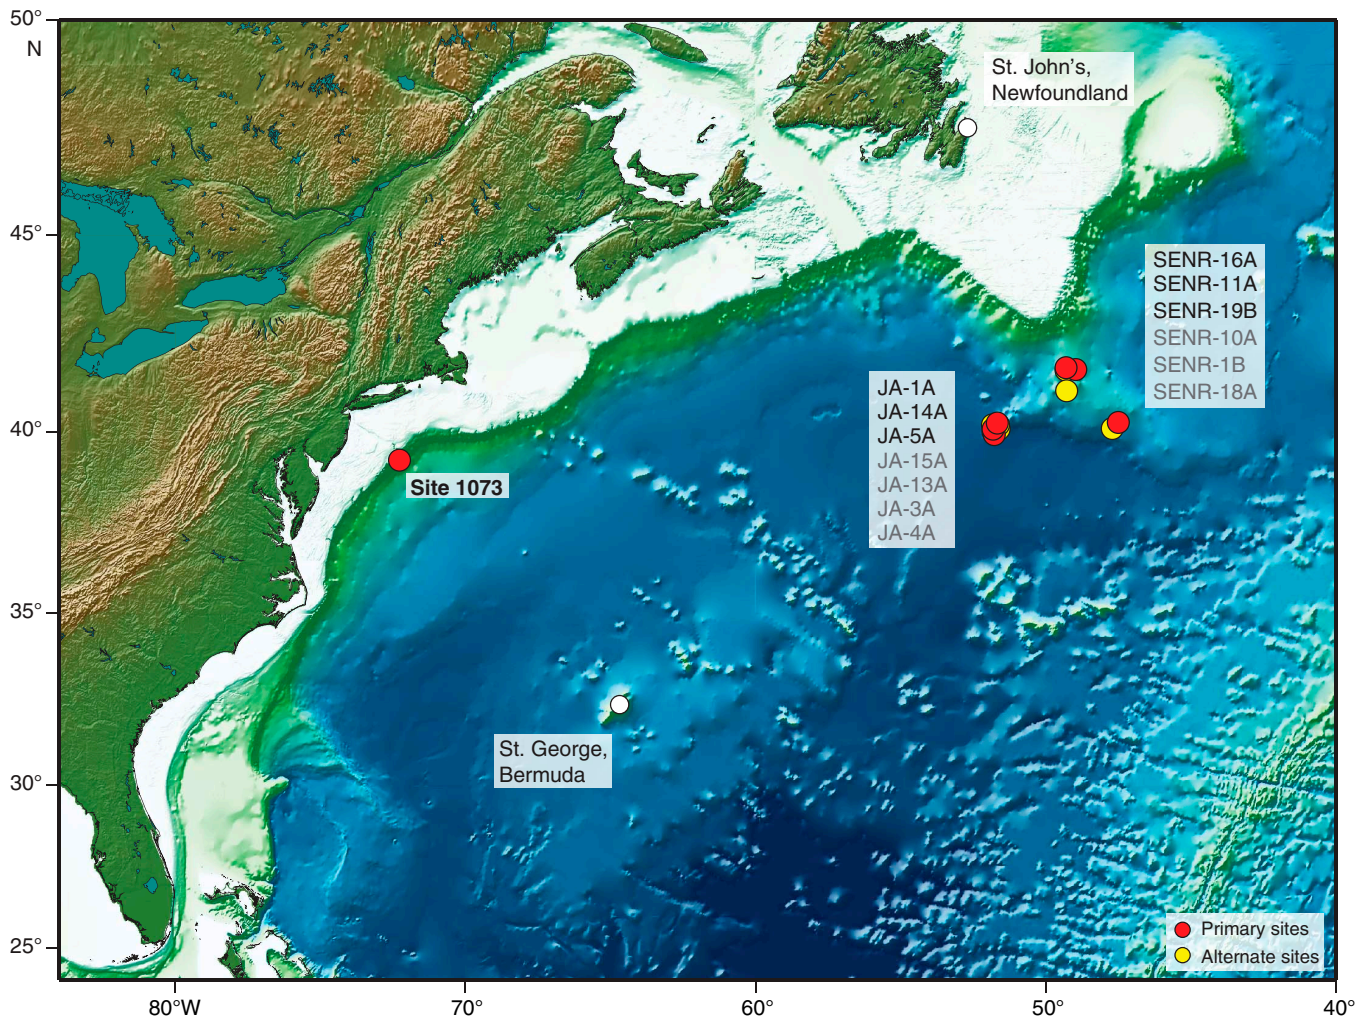 50°
N
45°
40°
35°
30°
25°
St. John's,
Newfoundland
SENR-16A
SENR-11A
SENR-19B
SENR-10A
SENR-1B
SENR-18A
JA-1A
JA-14A
JA-5A
JA-15A
JA-13A
JA-3A
JA-4A
Site 1073
St. George,
Bermuda
Primary sites
Alternate sites
80°W
70°
60°
50°
40°